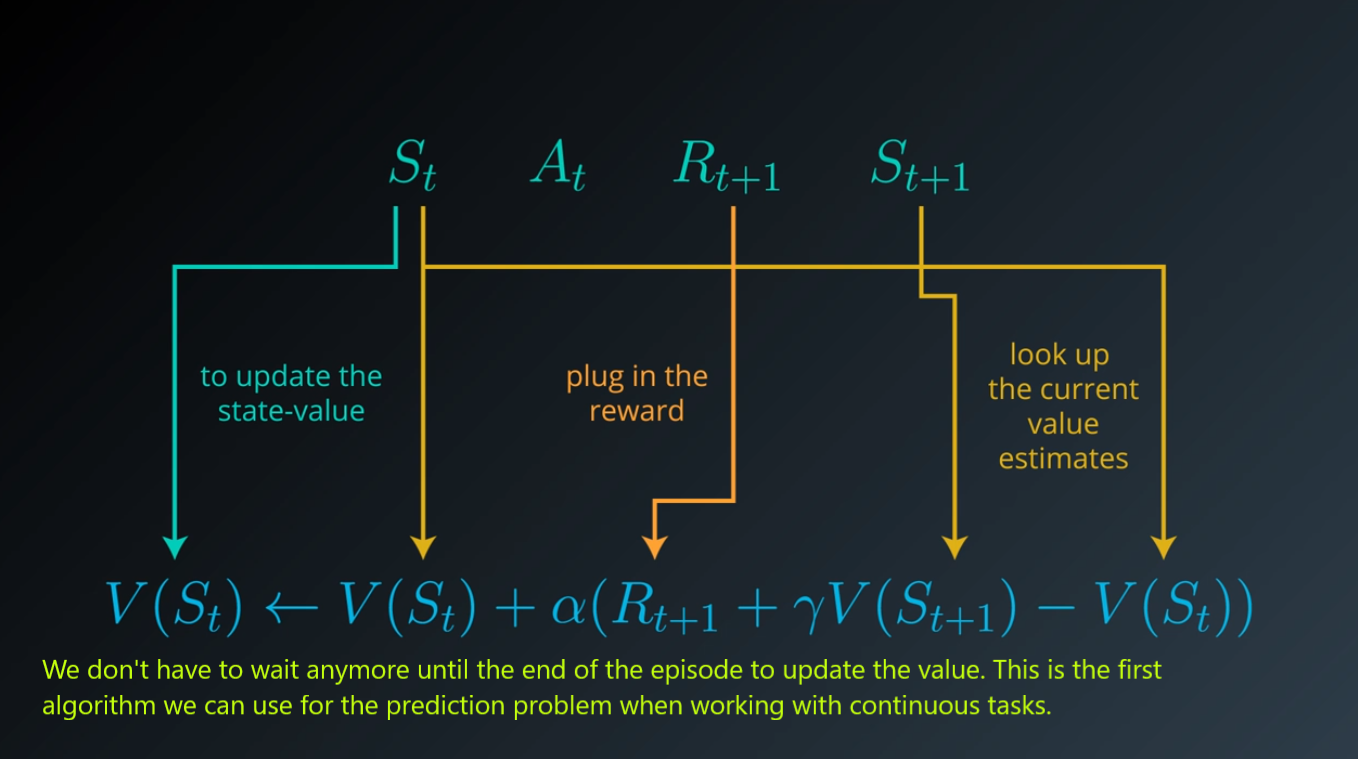 S_t A_t R_{t+1} S_{t+1}
to update the
state-value
plug in the
reward
look up
the current
value
estimates
V(S_t) ← V(S_t) + α(R_{t+1} + γV(S_{t+1}) − V(S_t))
We don't have to wait anymore until the end of the episode to update the value. This is the first
algorithm we can use for the prediction problem when working with continuous tasks.